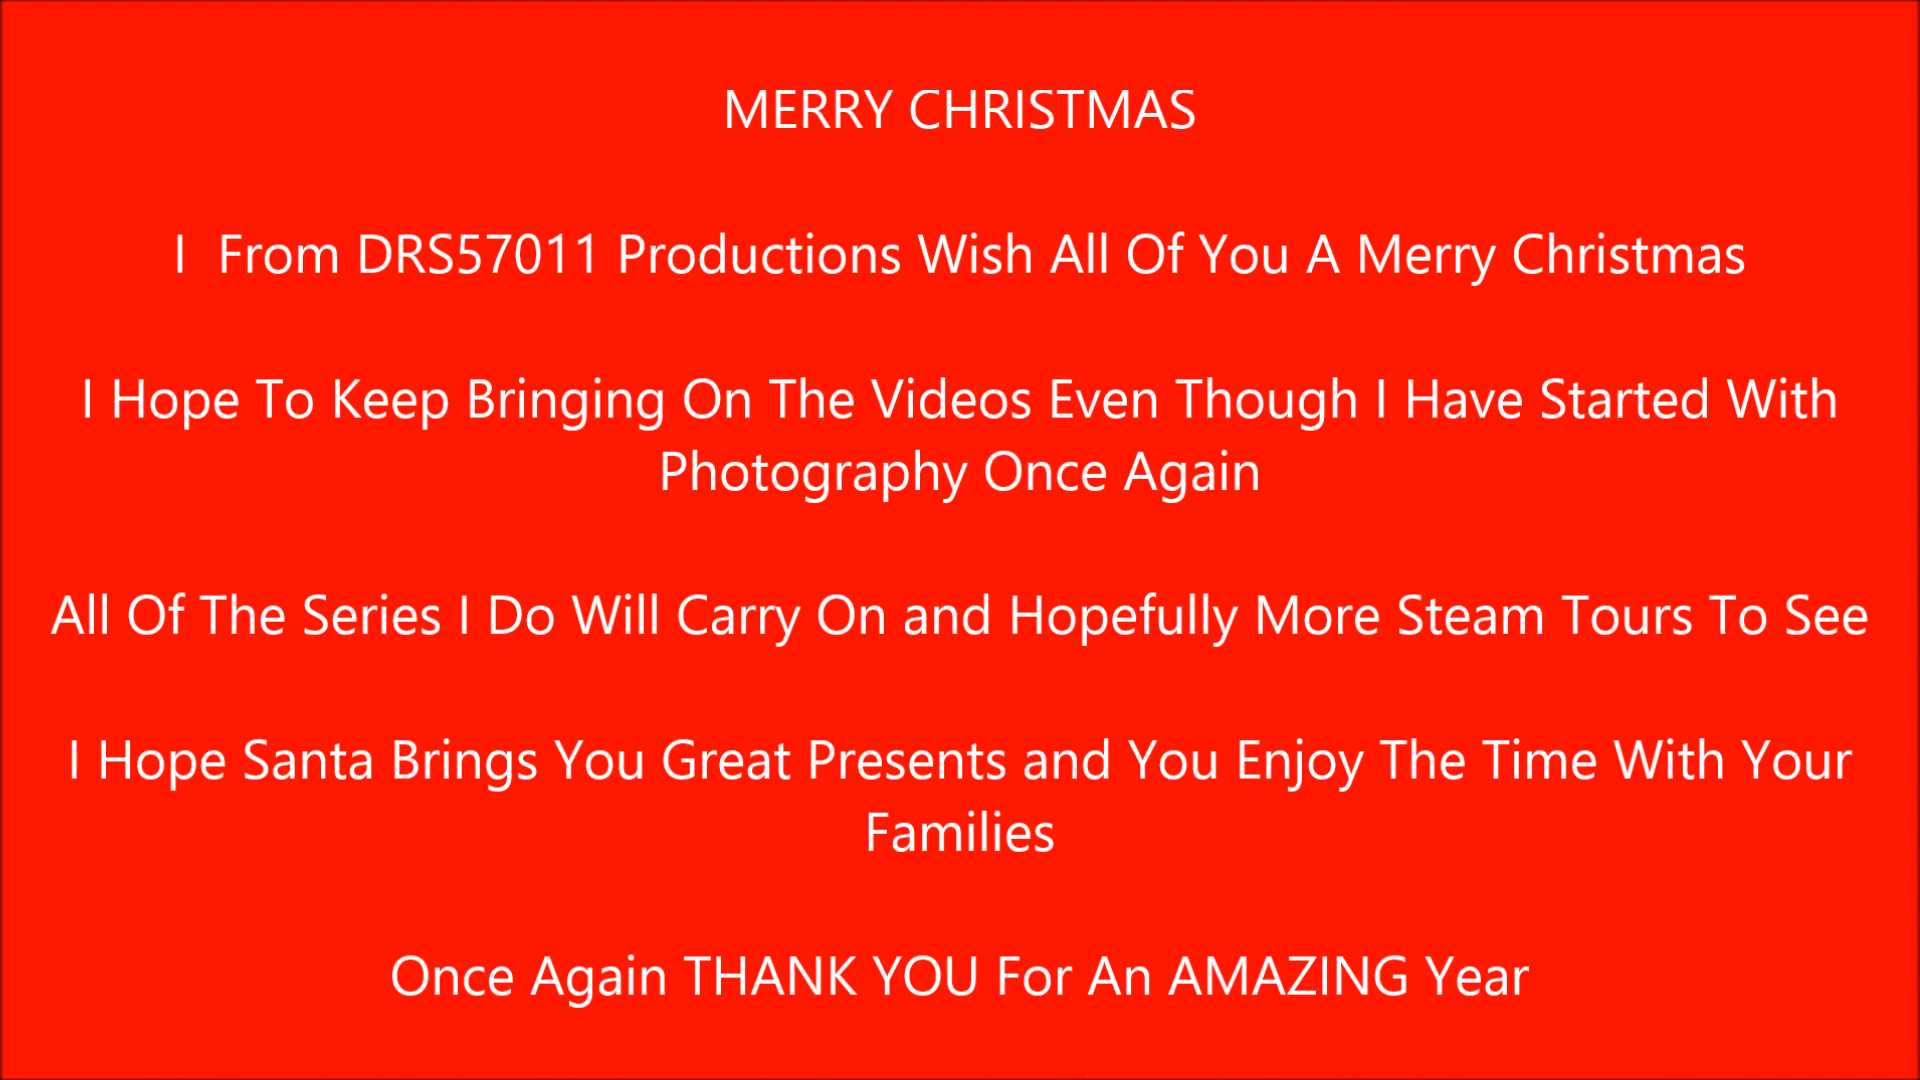 MERRY CHRISTMAS
I  From DRS57011 Productions Wish All Of You A Merry Christmas
I Hope To Keep Bringing On The Videos Even Though I Have Started With
Photography Once Again
All Of The Series I Do Will Carry On and Hopefully More Steam Tours To See
I Hope Santa Brings You Great Presents and You Enjoy The Time With Your
Families
Once Again THANK YOU For An AMAZING Year